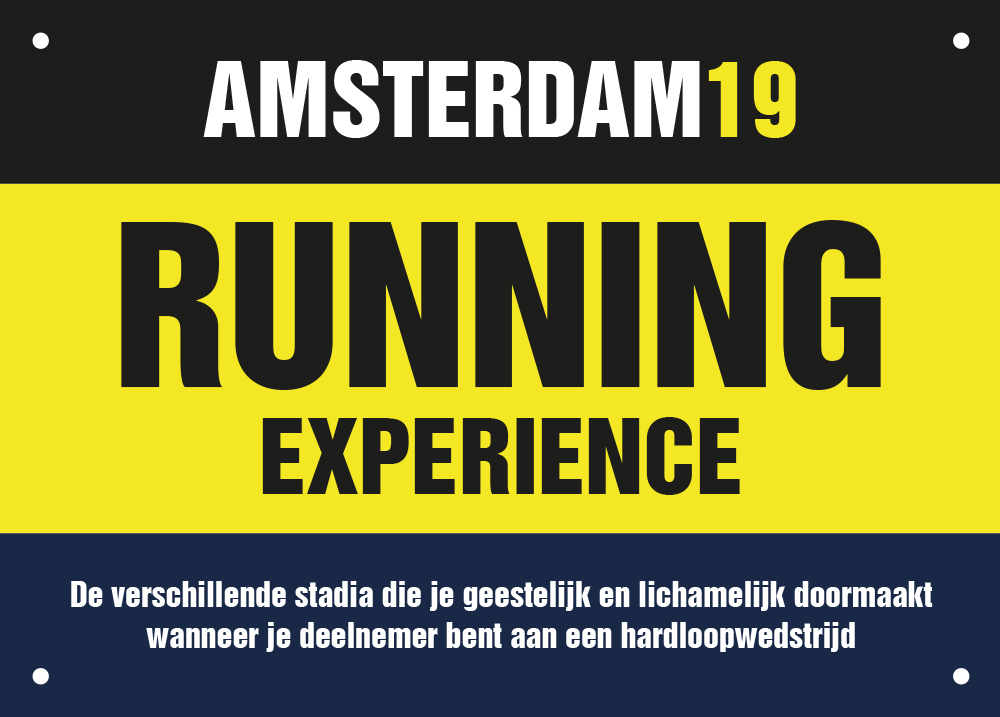 AMSTERDAM19
RUNNING
EXPERIENCE
De verschillende stadia die je geestelijk en lichamelijk doormaakt
wanneer je deelnemer bent aan een hardloopwedstrijd